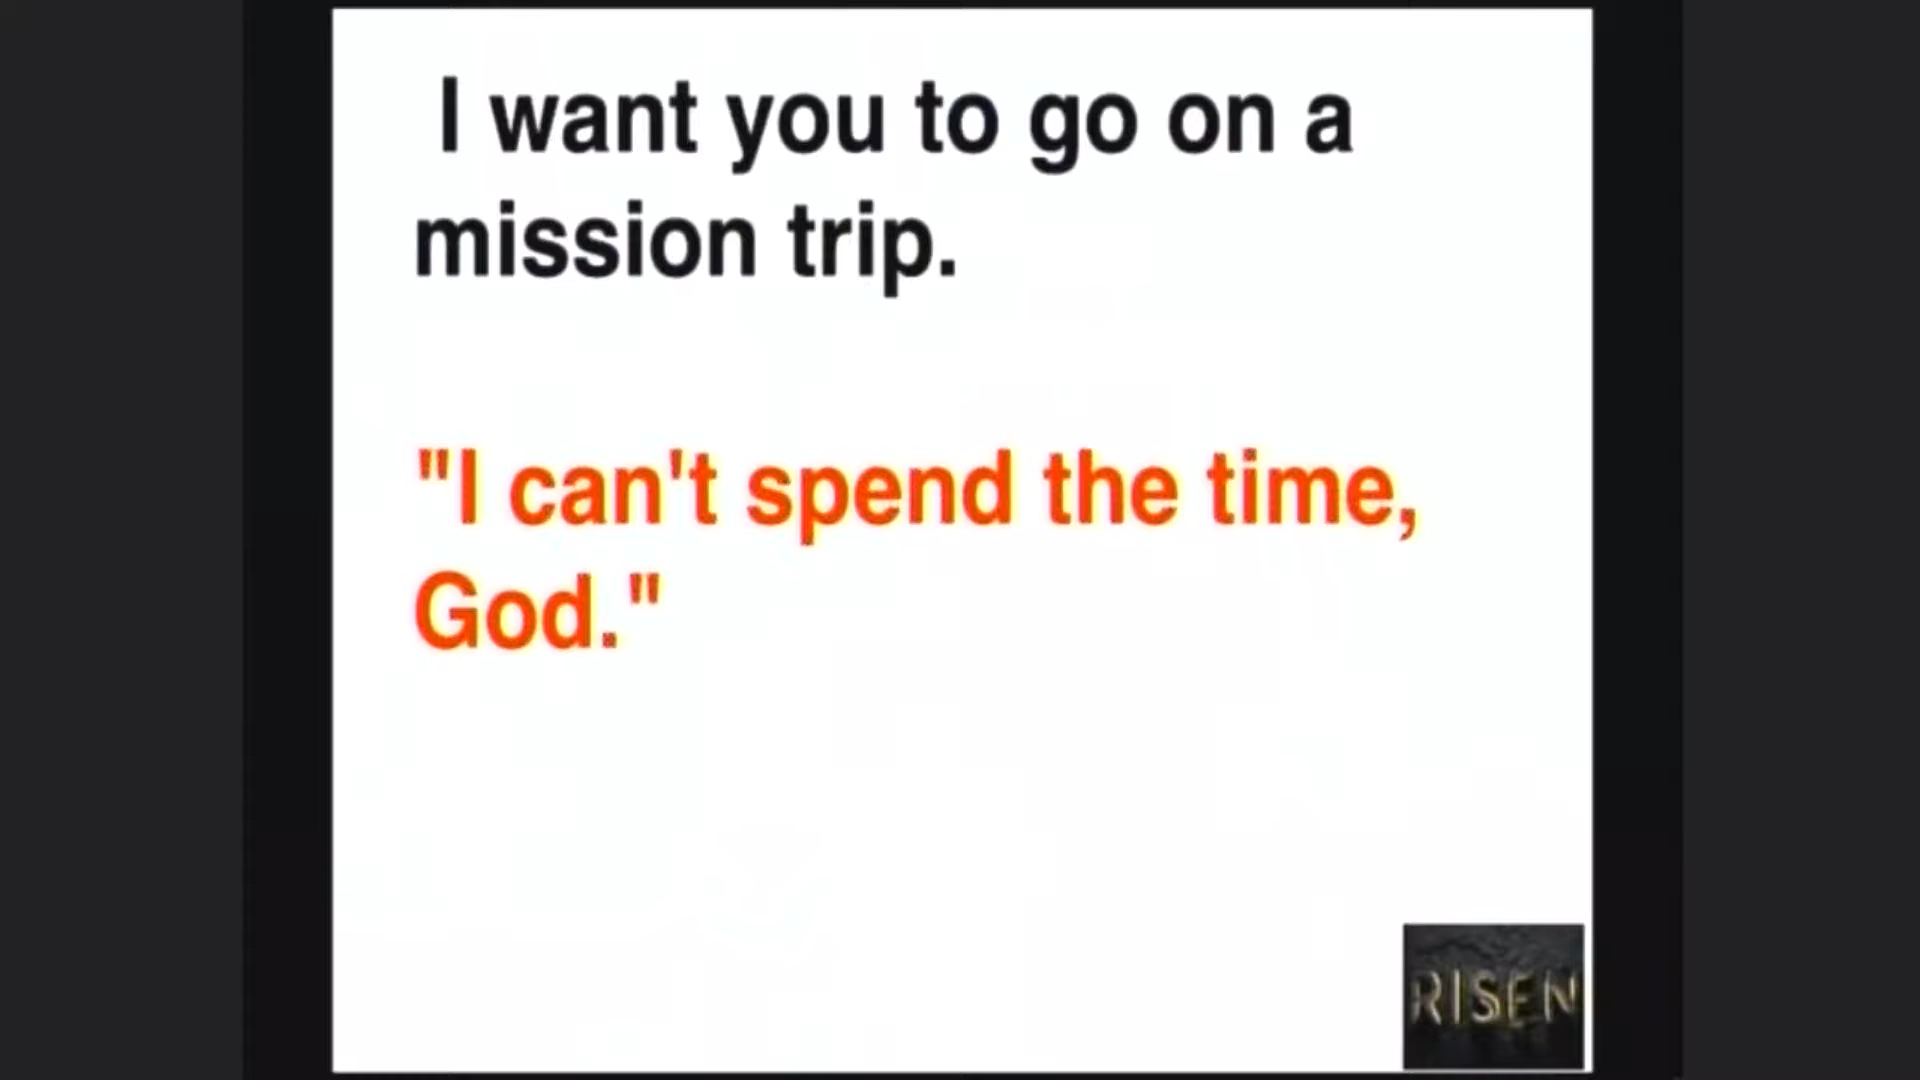 I want you to go on a
mission trip.
"I can't spend the time,
God."
RISEN